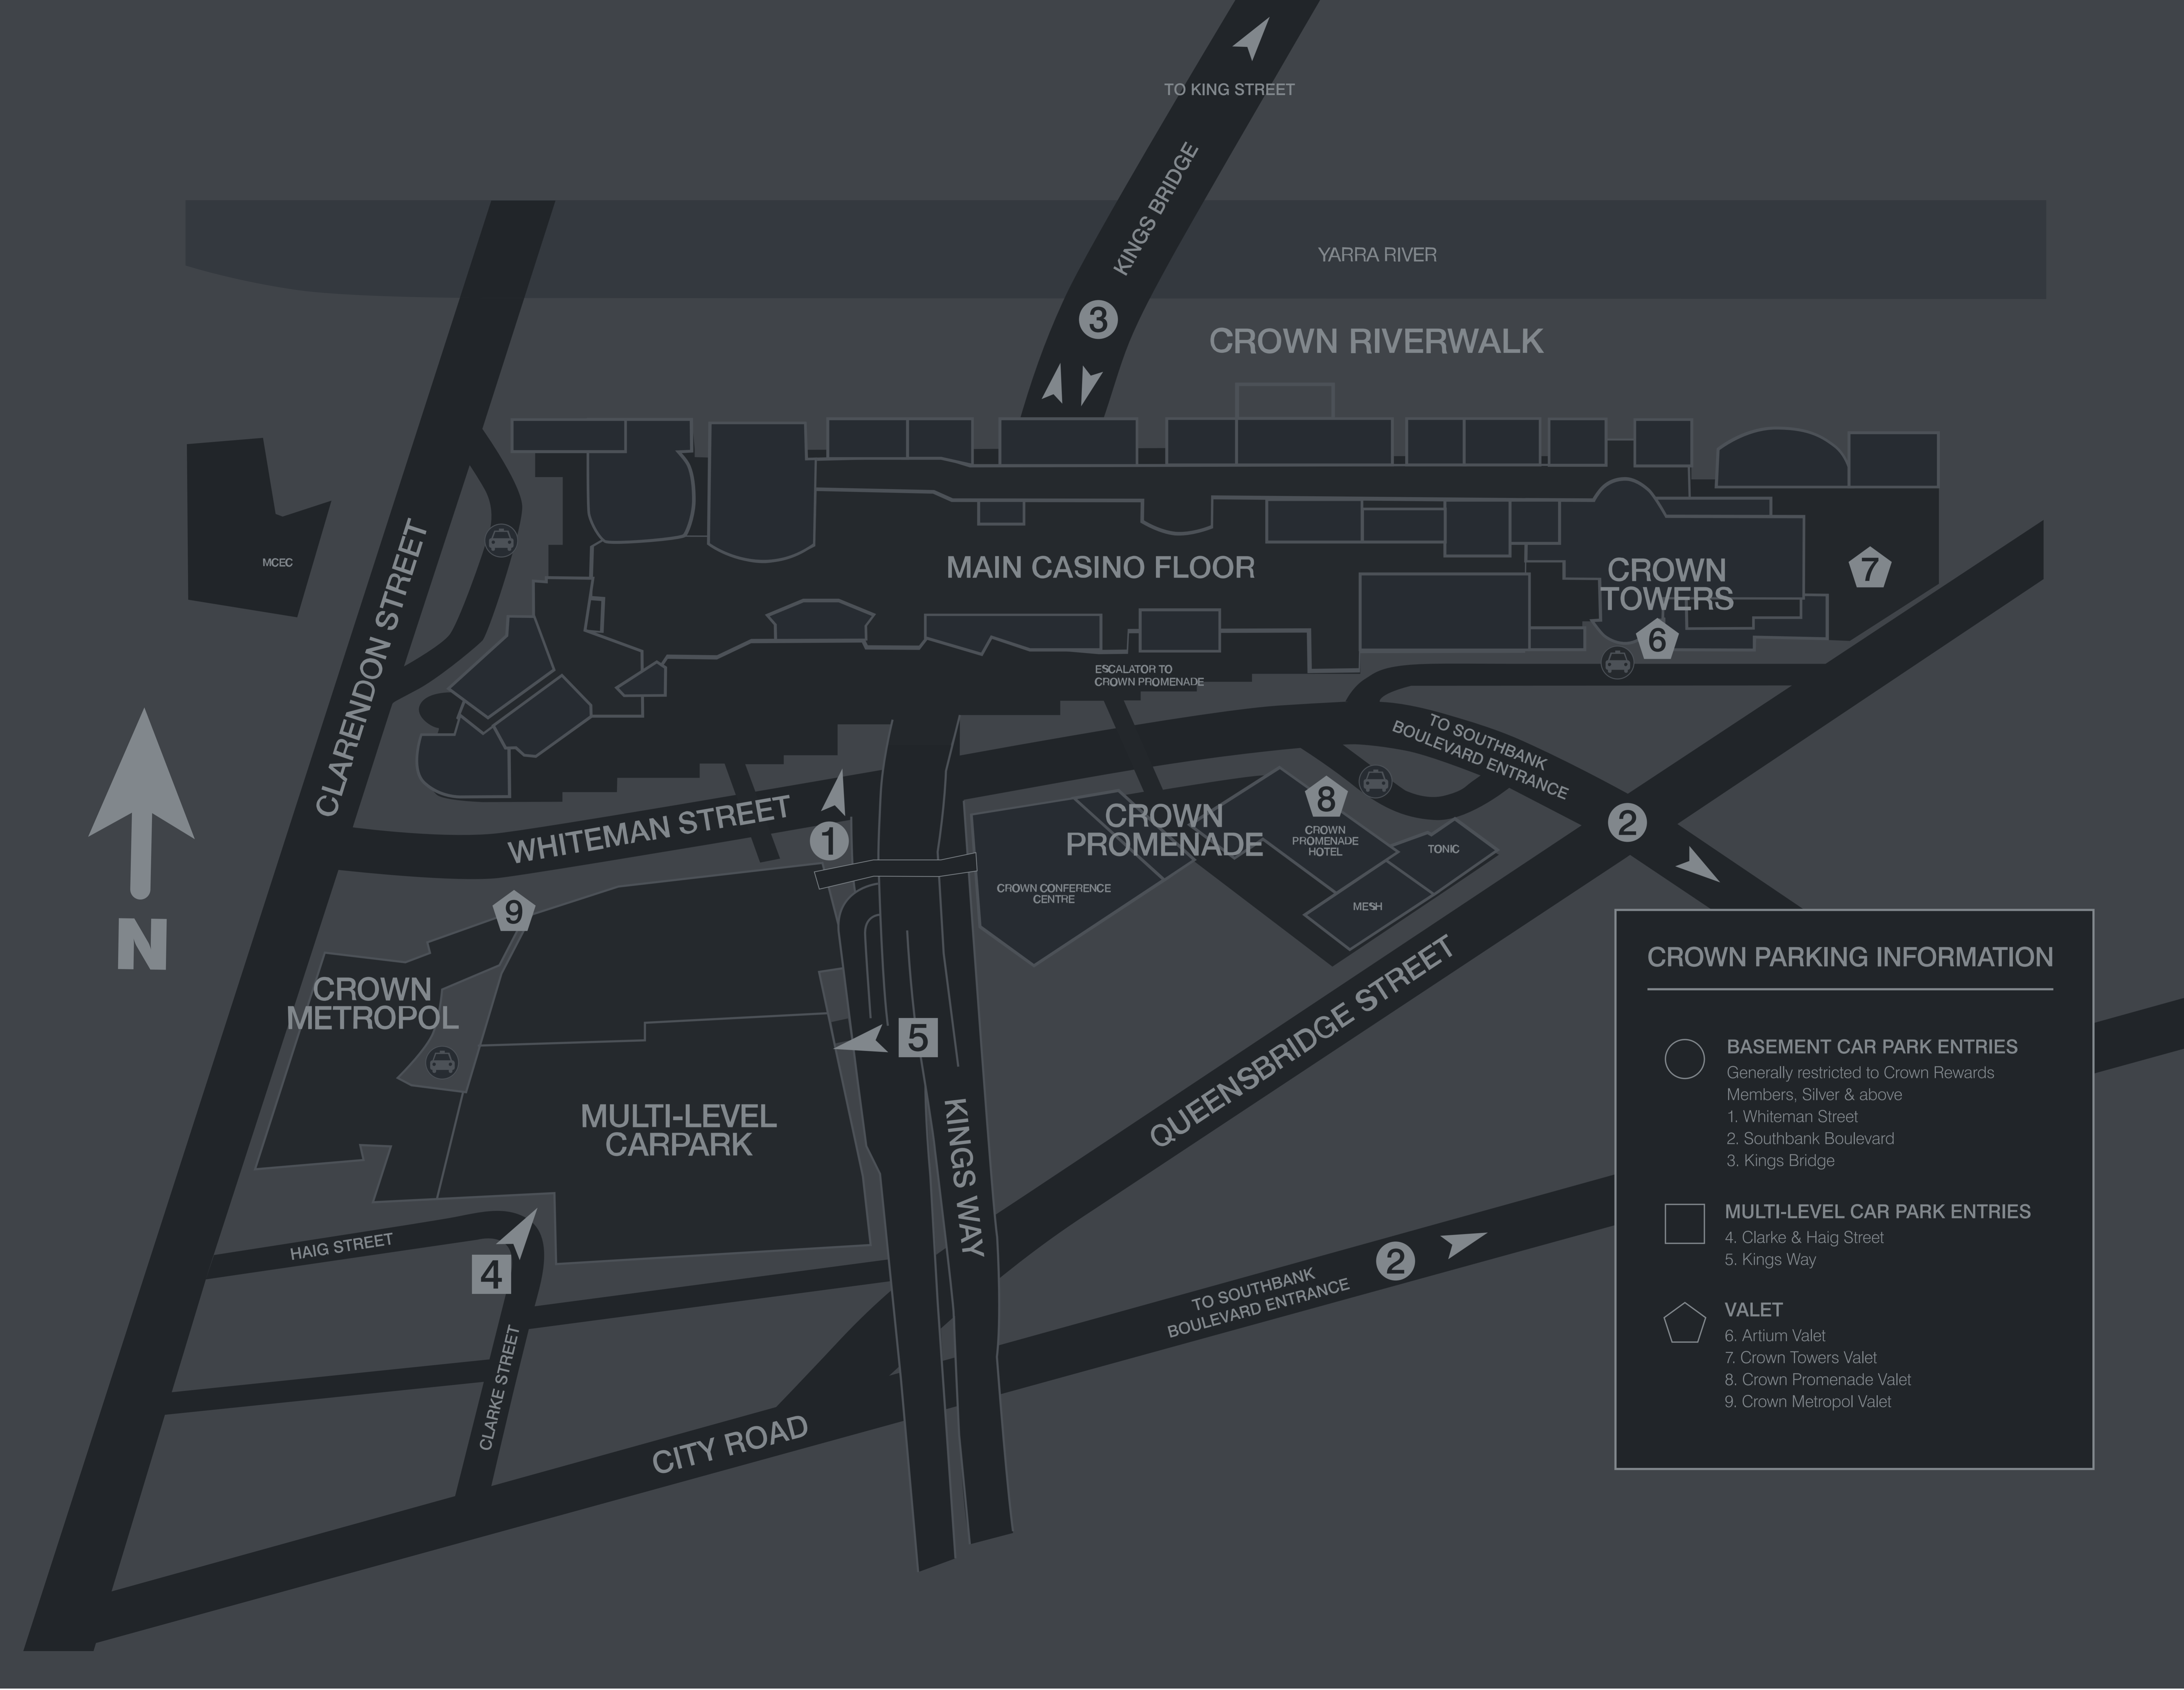 TO KING STREET
KINGS BRIDGE
YARRA RIVER
3
CROWN RIVERWALK
MCEC
CLARENDON STREET
MAIN CASINO FLOOR
CROWN
TOWERS
7
6
ESCALATOR TO
CROWN PROMENADE
TO SOUTHBANK
BOULEVARD ENTRANCE
WHITEMAN STREET
1
8
2
CROWN
PROMENADE
CROWN
PROMENADE
HOTEL
TONIC
MESH
CROWN CONFERENCE
CENTRE
N
9
CROWN
METROPOL
5
MULTI-LEVEL
CARPARK
KINGS WAY
QUEENSBRIDGE STREET
HAIG STREET
4
CLARKE STREET
CITY ROAD
TO SOUTHBANK
BOULEVARD ENTRANCE
2
CROWN PARKING INFORMATION
BASEMENT CAR PARK ENTRIES
Generally restricted to Crown Rewards
Members, Silver & above
1. Whiteman Street
2. Southbank Boulevard
3. Kings Bridge
MULTI-LEVEL CAR PARK ENTRIES
4. Clarke & Haig Street
5. Kings Way
VALET
6. Artium Valet
7. Crown Towers Valet
8. Crown Promenade Valet
9. Crown Metropol Valet